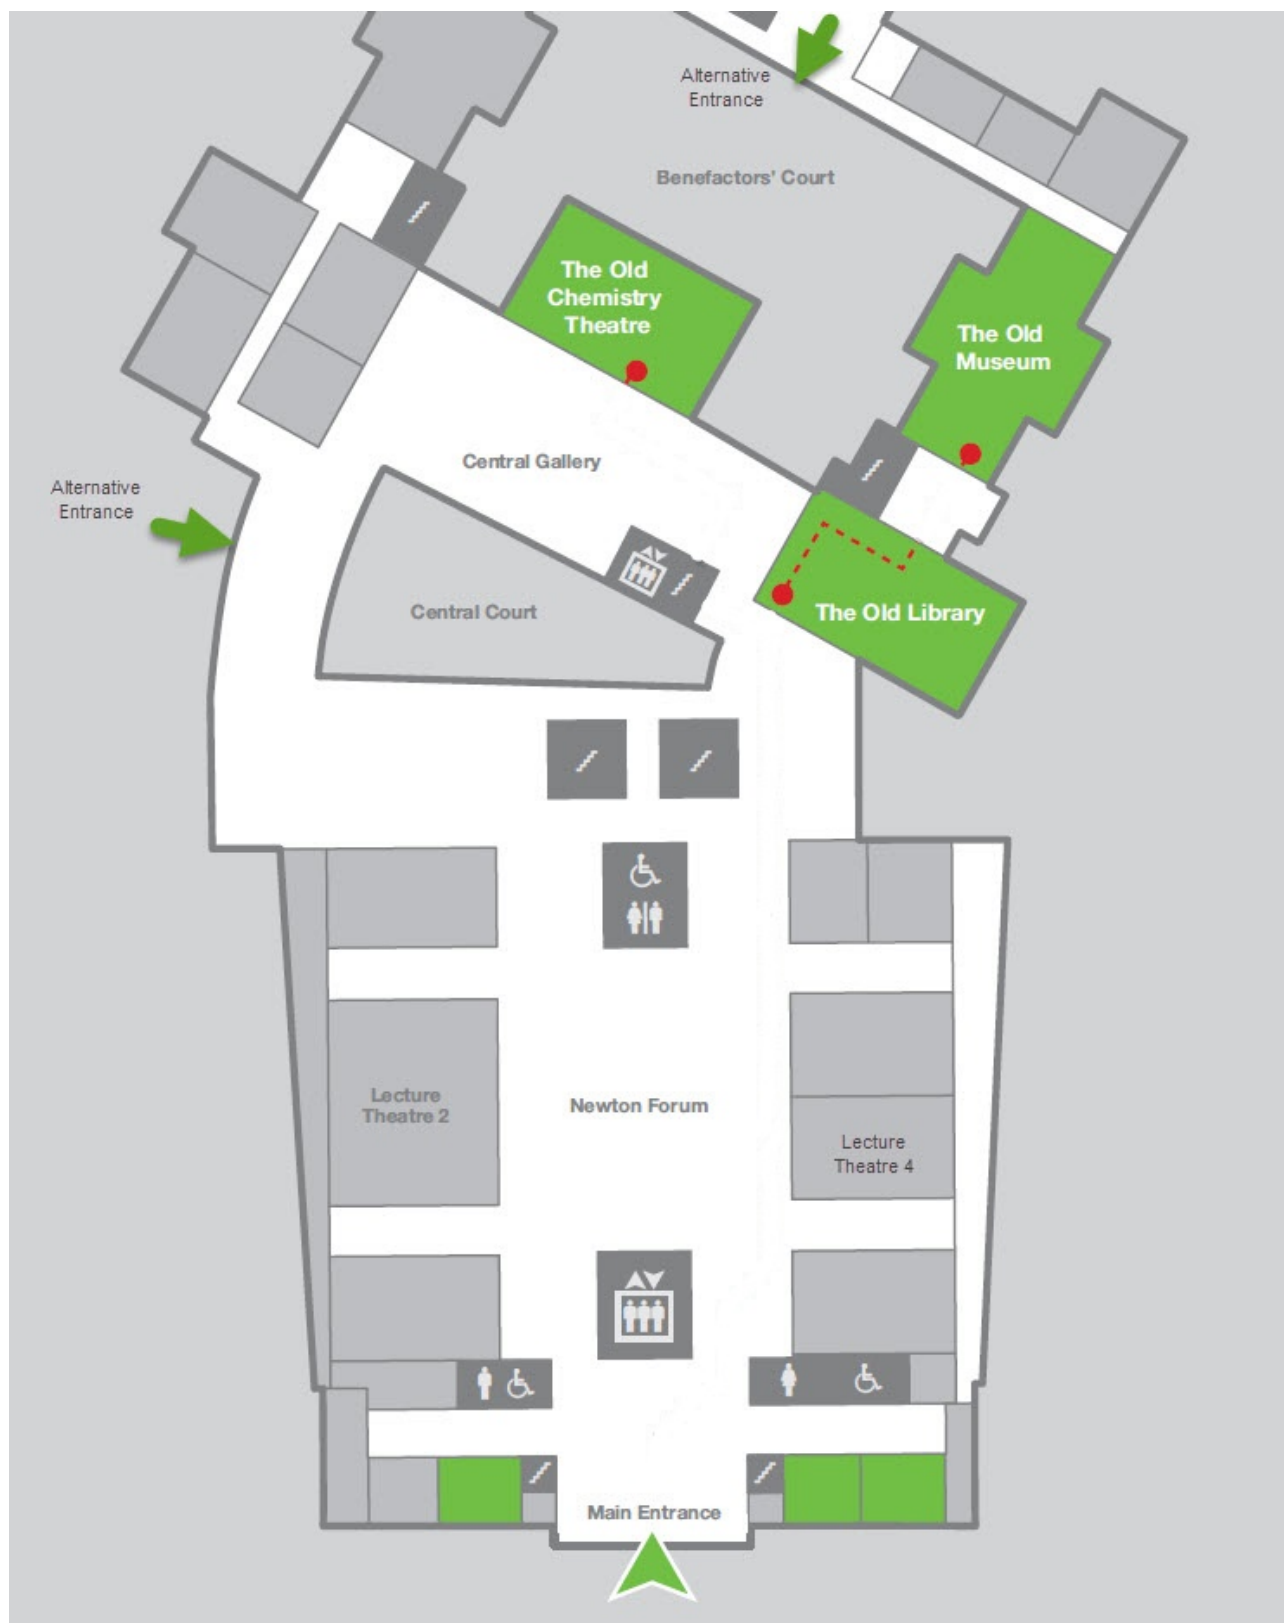 Alternative
Entrance
Benefactors' Court
The Old
Chemistry
Theatre
The Old
Museum
Central Gallery
Alternative
Entrance
Central Court
The Old Library
Lecture
Theatre 2
Newton Forum
Lecture
Theatre 4
Main Entrance